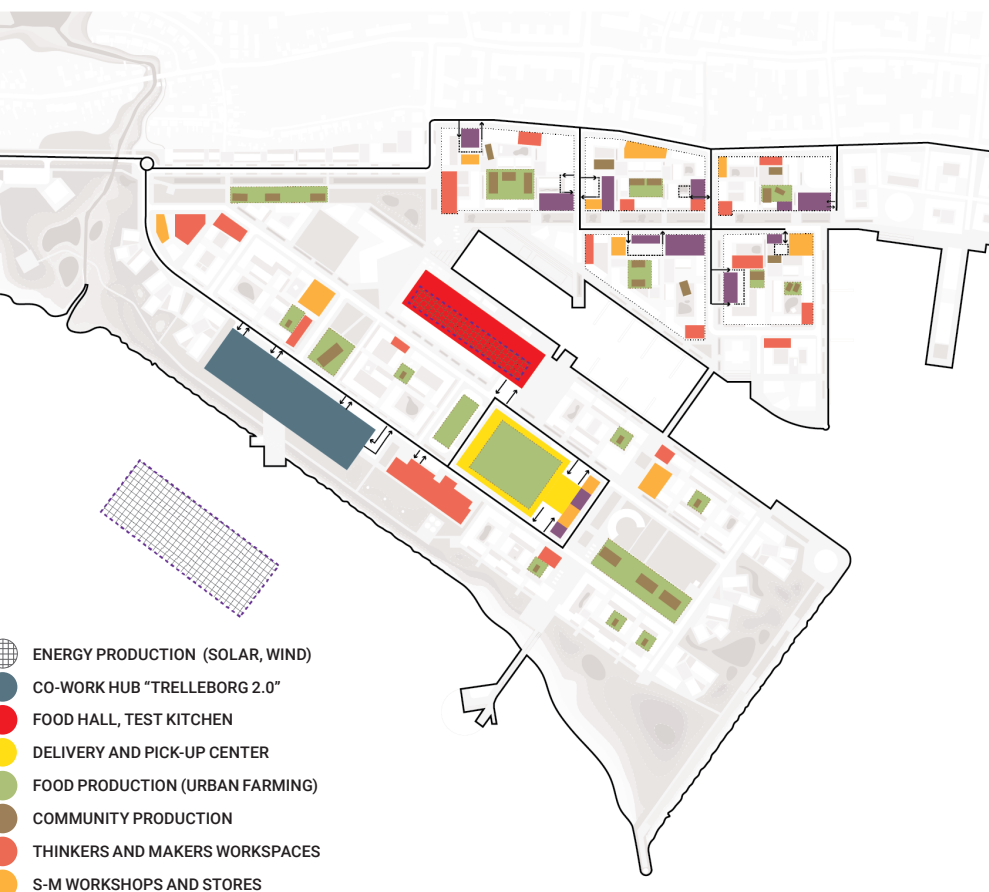 ENERGY PRODUCTION (SOLAR, WIND)
CO-WORK HUB “TRELLEBORG 2.0”
FOOD HALL, TEST KITCHEN
DELIVERY AND PICK-UP CENTER
FOOD PRODUCTION (URBAN FARMING)
COMMUNITY PRODUCTION
THINKERS AND MAKERS WORKSPACES
S-M WORKSHOPS AND STORES